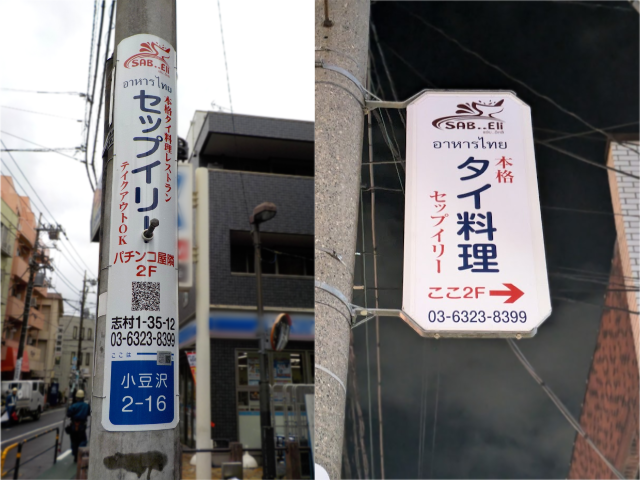 SAB..Eli
อาหารไทย
本格タイ料理レストラン
セップイリー
テイクアウトOK
パチンコ屋隣
2F
志村1-35-12
03-6323-8399
ここは
小豆沢
2-16
SAB...Eli
อาหารไทย
本格
タイ料理
セップイリー
ここ2F
03-6323-8399